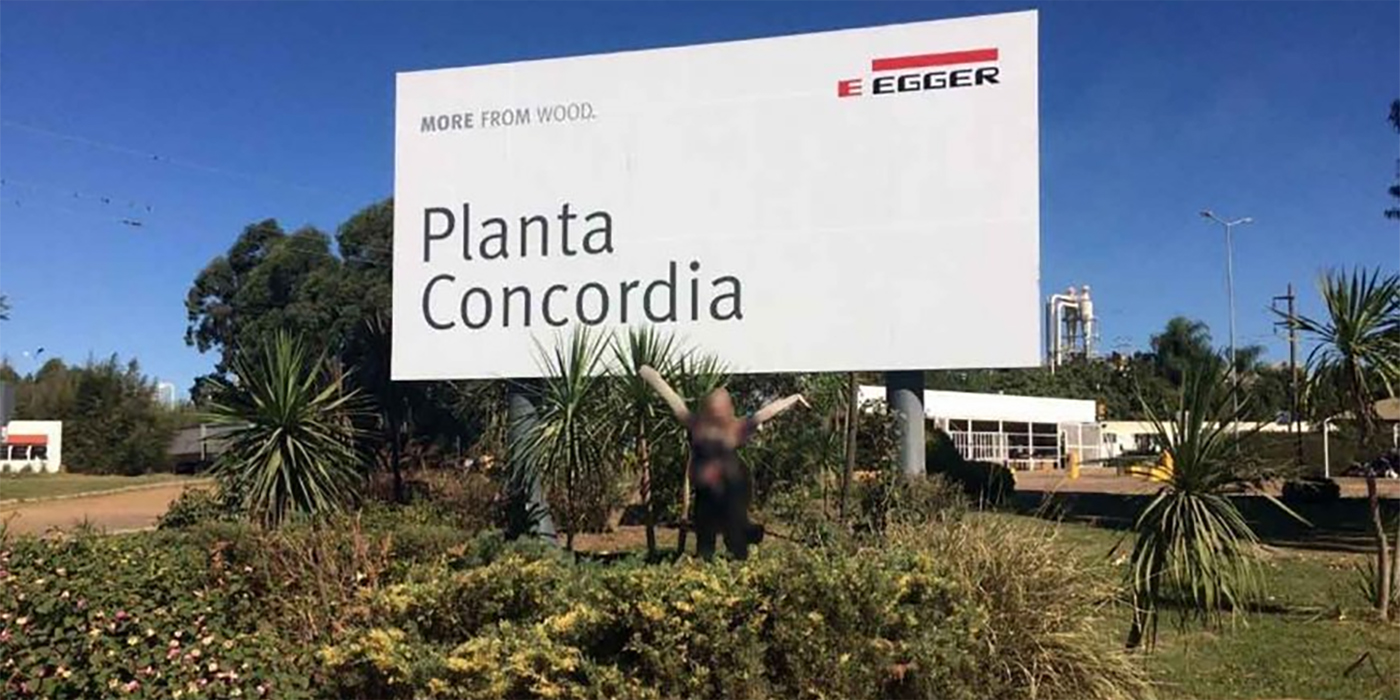 E EGGER
MORE FROM WOOD.
Planta
Concordia